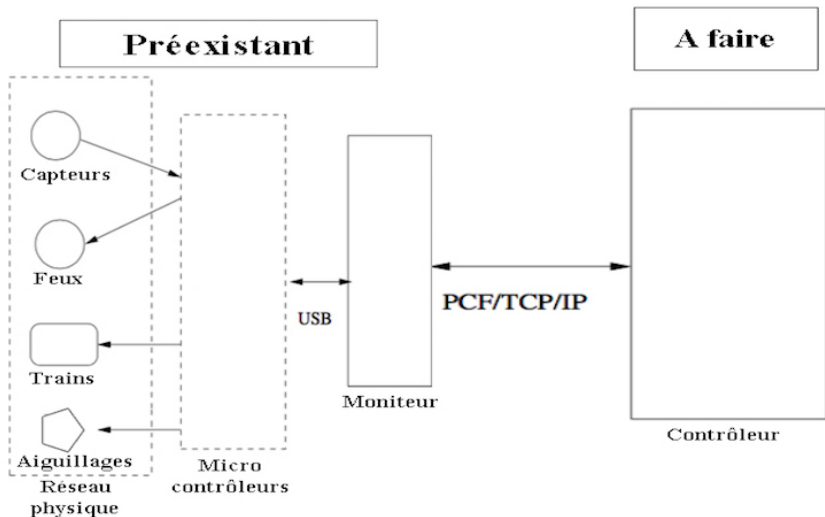 Préexistant
A faire
Capteurs
Feux
Trains
Aiguillages
Réseau
physique
Micro
contrôleurs
USB
Moniteur
PCF/TCP/IP
Contrôleur